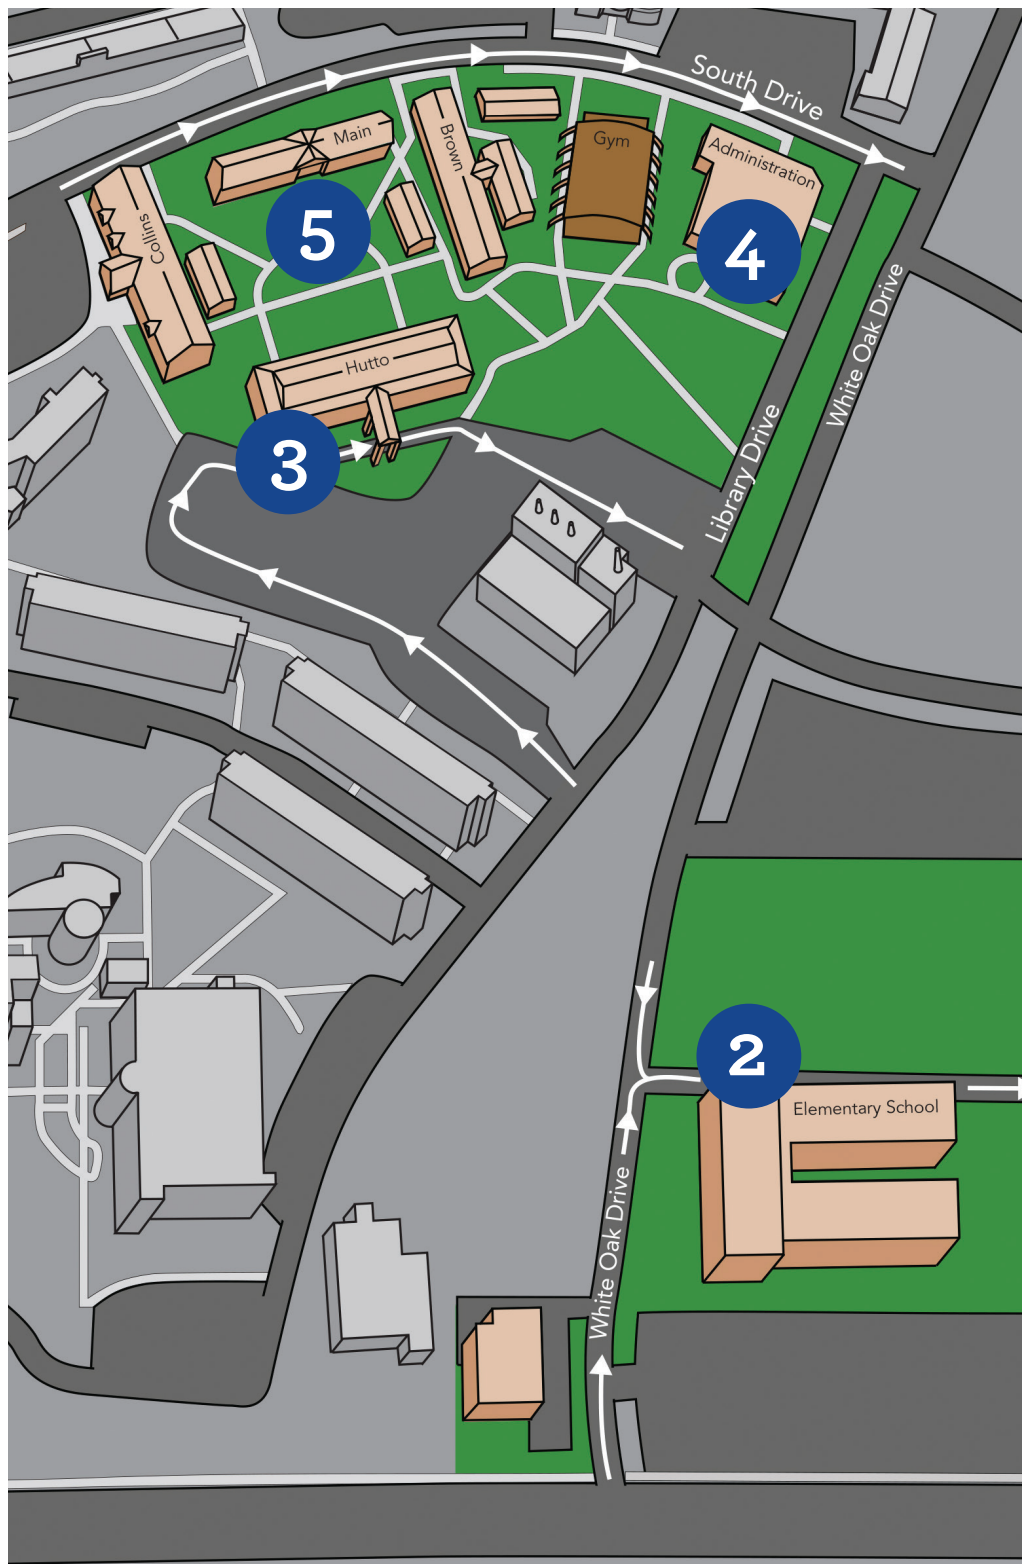 South Drive
Main
Brown
Gym
Administration
Collins
5
4
White Oak Drive
Hutto
3
Library Drive
2
Elementary School
White Oak Drive